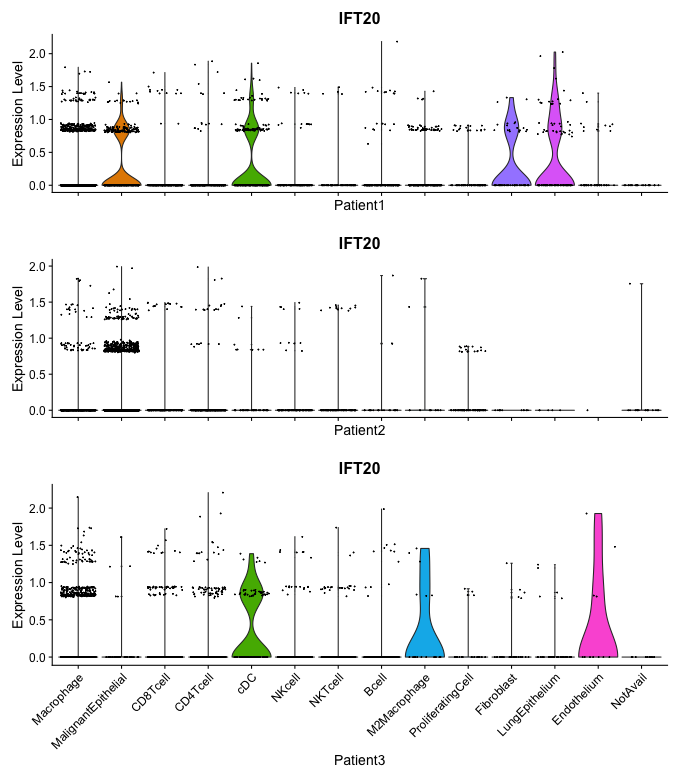 IFT20
Expression Level
2.0
1.5
1.0
0.5
0.0
Patient1
IFT20
Expression Level
2.0
1.5
1.0
0.5
0.0
Patient2
IFT20
Expression Level
2.0
1.5
1.0
0.5
0.0
Macrophage
MalignantEpithelial
CD8Tcell
CD4Tcell
cDC
NKcell
NKTcell
Bcell
M2Macrophage
ProliferatingCell
Fibroblast
LungEpithelium
Endothelium
NotAvail
Patient3